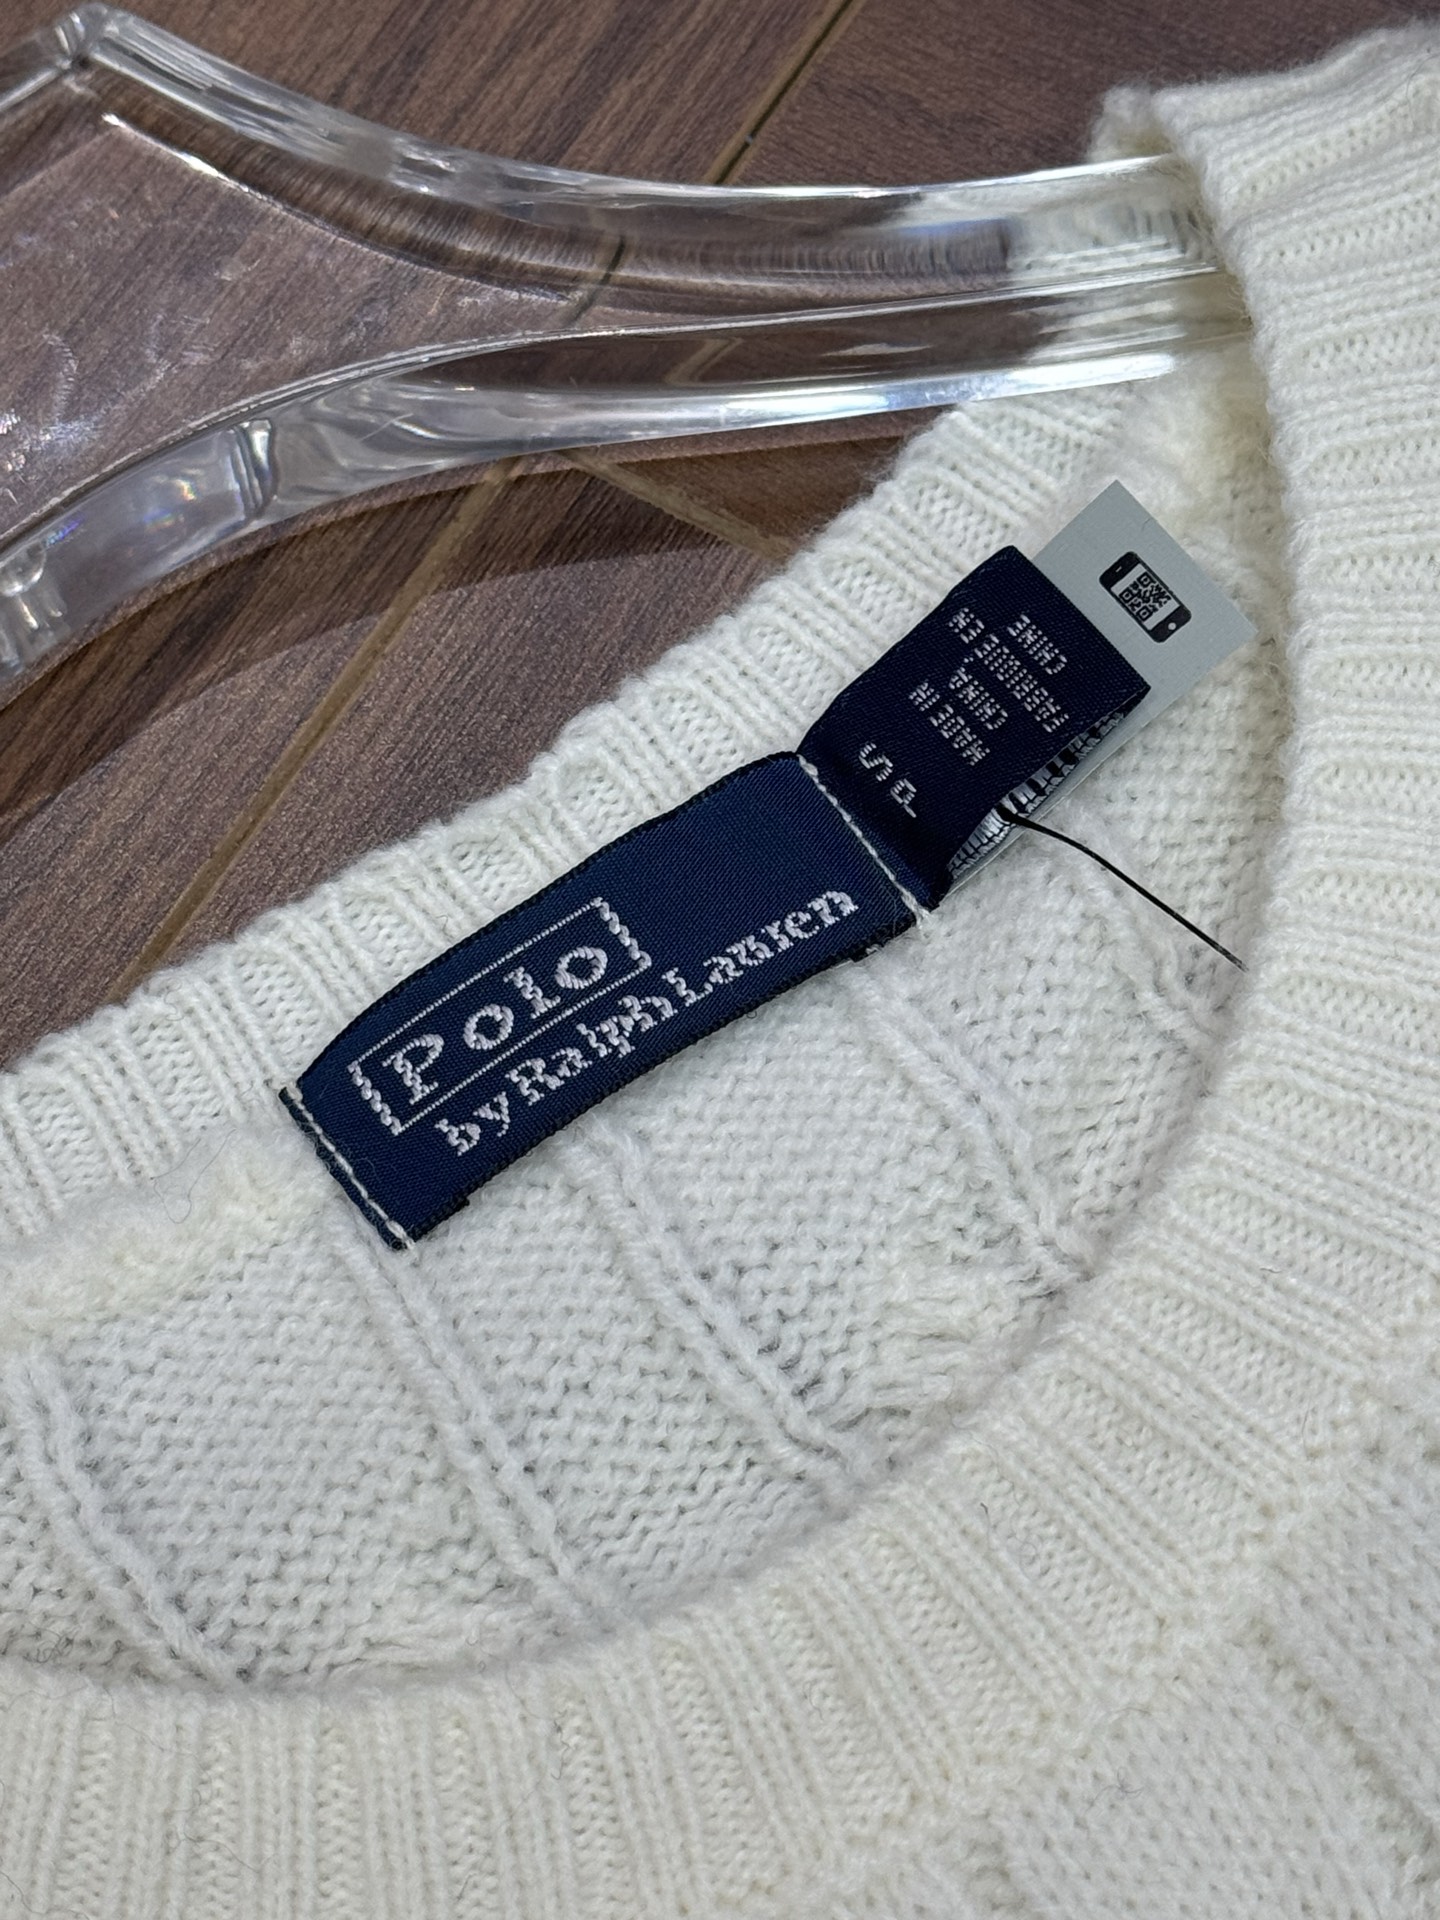 Polo
by Ralph Lauren
S P
MADE IN
CHINA
FABRIQUÉ EN
CHINE